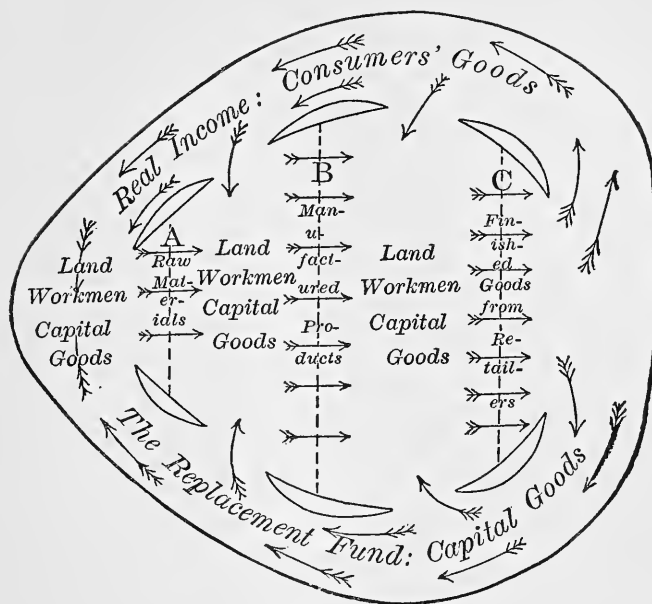 Real Income: Consumers' Goods
A
Raw
Mat-
er-
ials
B
Man-
u-
fact-
ured
Pro-
ducts
C
Fin-
ish-
ed
Goods
from
Re-
tail-
ers
Land
Workmen
Capital
Goods
Land
Workmen
Capital
Goods
Land
Workmen
Capital
Goods
The Replacement Fund: Capital Goods